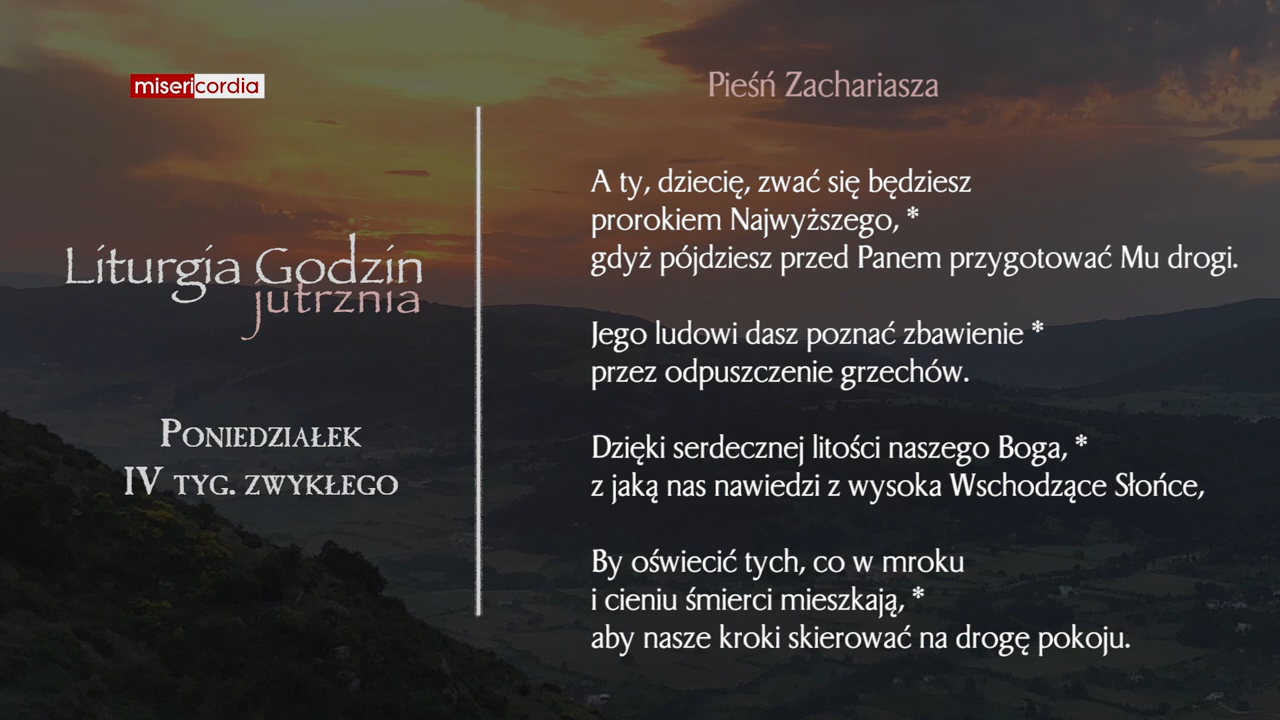 misericordia
Liturgia Godzin
jutrznia
Poniedziałek
IV tyg. zwykłego
Pieśń Zachariasza
A ty, dziecię, zwać się będziesz
prorokiem Najwyższego, *
gdyż pójdziesz przed Panem przygotować Mu drogi.
Jego ludowi dasz poznać zbawienie *
przez odpuszczenie grzechów.
Dzięki serdecznej litości naszego Boga, *
z jaką nas nawiedzi z wysoka Wschodzące Słońce,
By oświecić tych, co w mroku
i cieniu śmierci mieszkają, *
aby nasze kroki skierować na drogę pokoju.